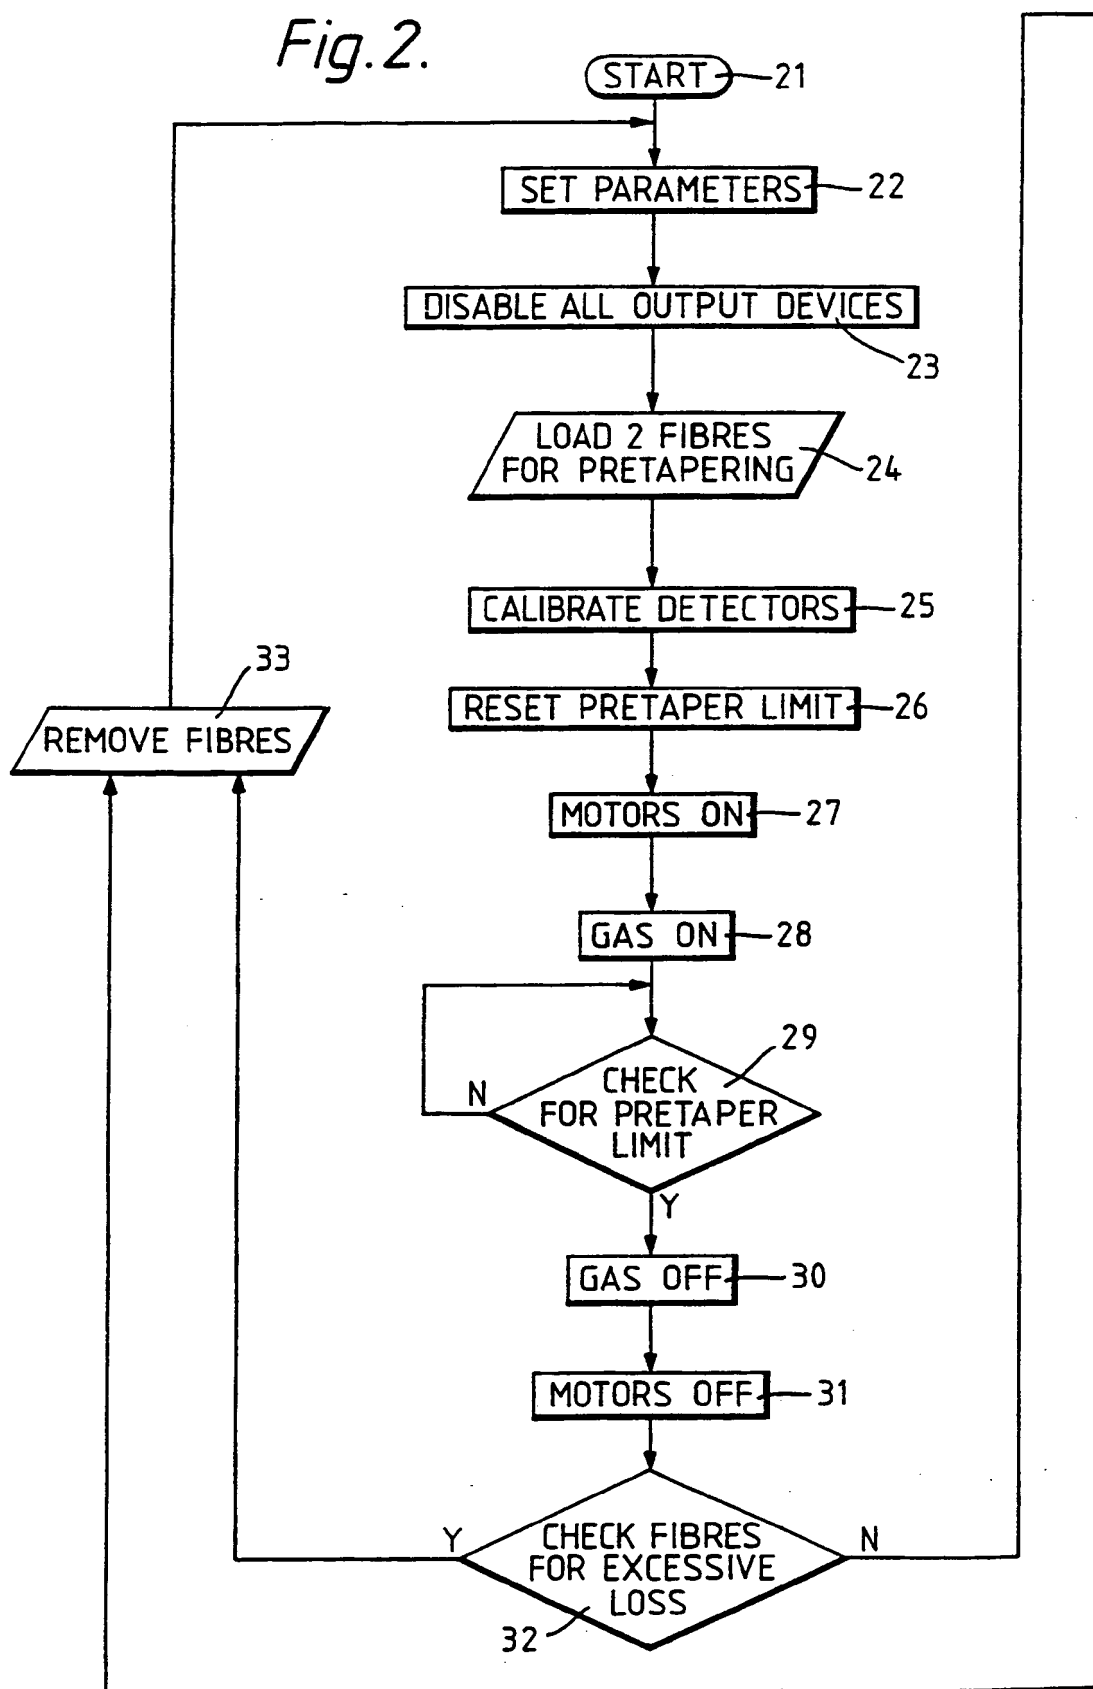 Fig.2.
START
21
SET PARAMETERS
22
DISABLE ALL OUTPUT DEVICES
23
LOAD 2 FIBRES
FOR PRETAPERING
24
CALIBRATE DETECTORS
25
33
REMOVE FIBRES
RESET PRETAPER LIMIT
26
MOTORS ON
27
GAS ON
28
29
N
CHECK
FOR PRETAPER
LIMIT
Y
GAS OFF
30
MOTORS OFF
31
Y
CHECK FIBRES
FOR EXCESSIVE
LOSS
N
32